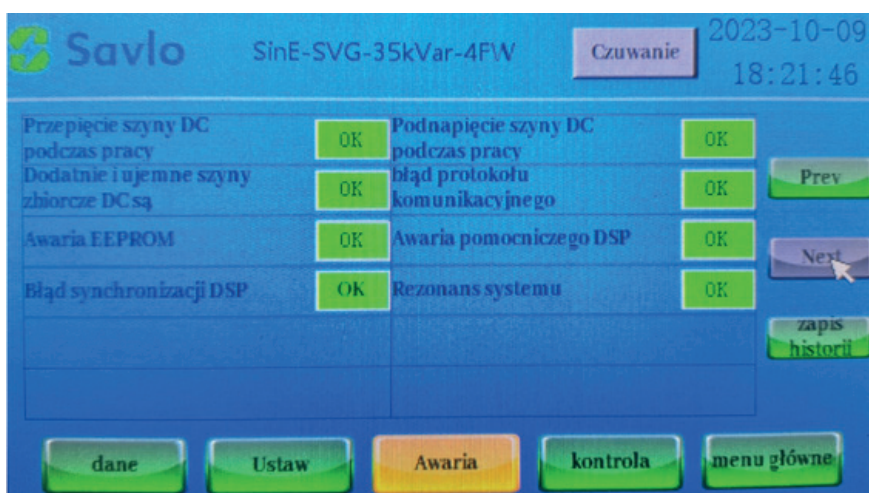 Savlo
SinE-SVG-35kVar-4FW
Czuwanie
2023-10-09
18:21:46
Przepięcie szyny DC
podczas pracy
OK
Podnapięcie szyny DC
podczas pracy
OK
Dodatnie i ujemne szyny
zbiorcze DC są
OK
błąd protokołu
komunikacyjnego
OK
Awaria EEPROM
OK
Awaria pomocniczego DSP
OK
Błąd synchronizacji DSP
OK
Rezonans systemu
OK
Prev
Next
zapis
historii
dane
Ustaw
Awaria
kontrola
menu główne